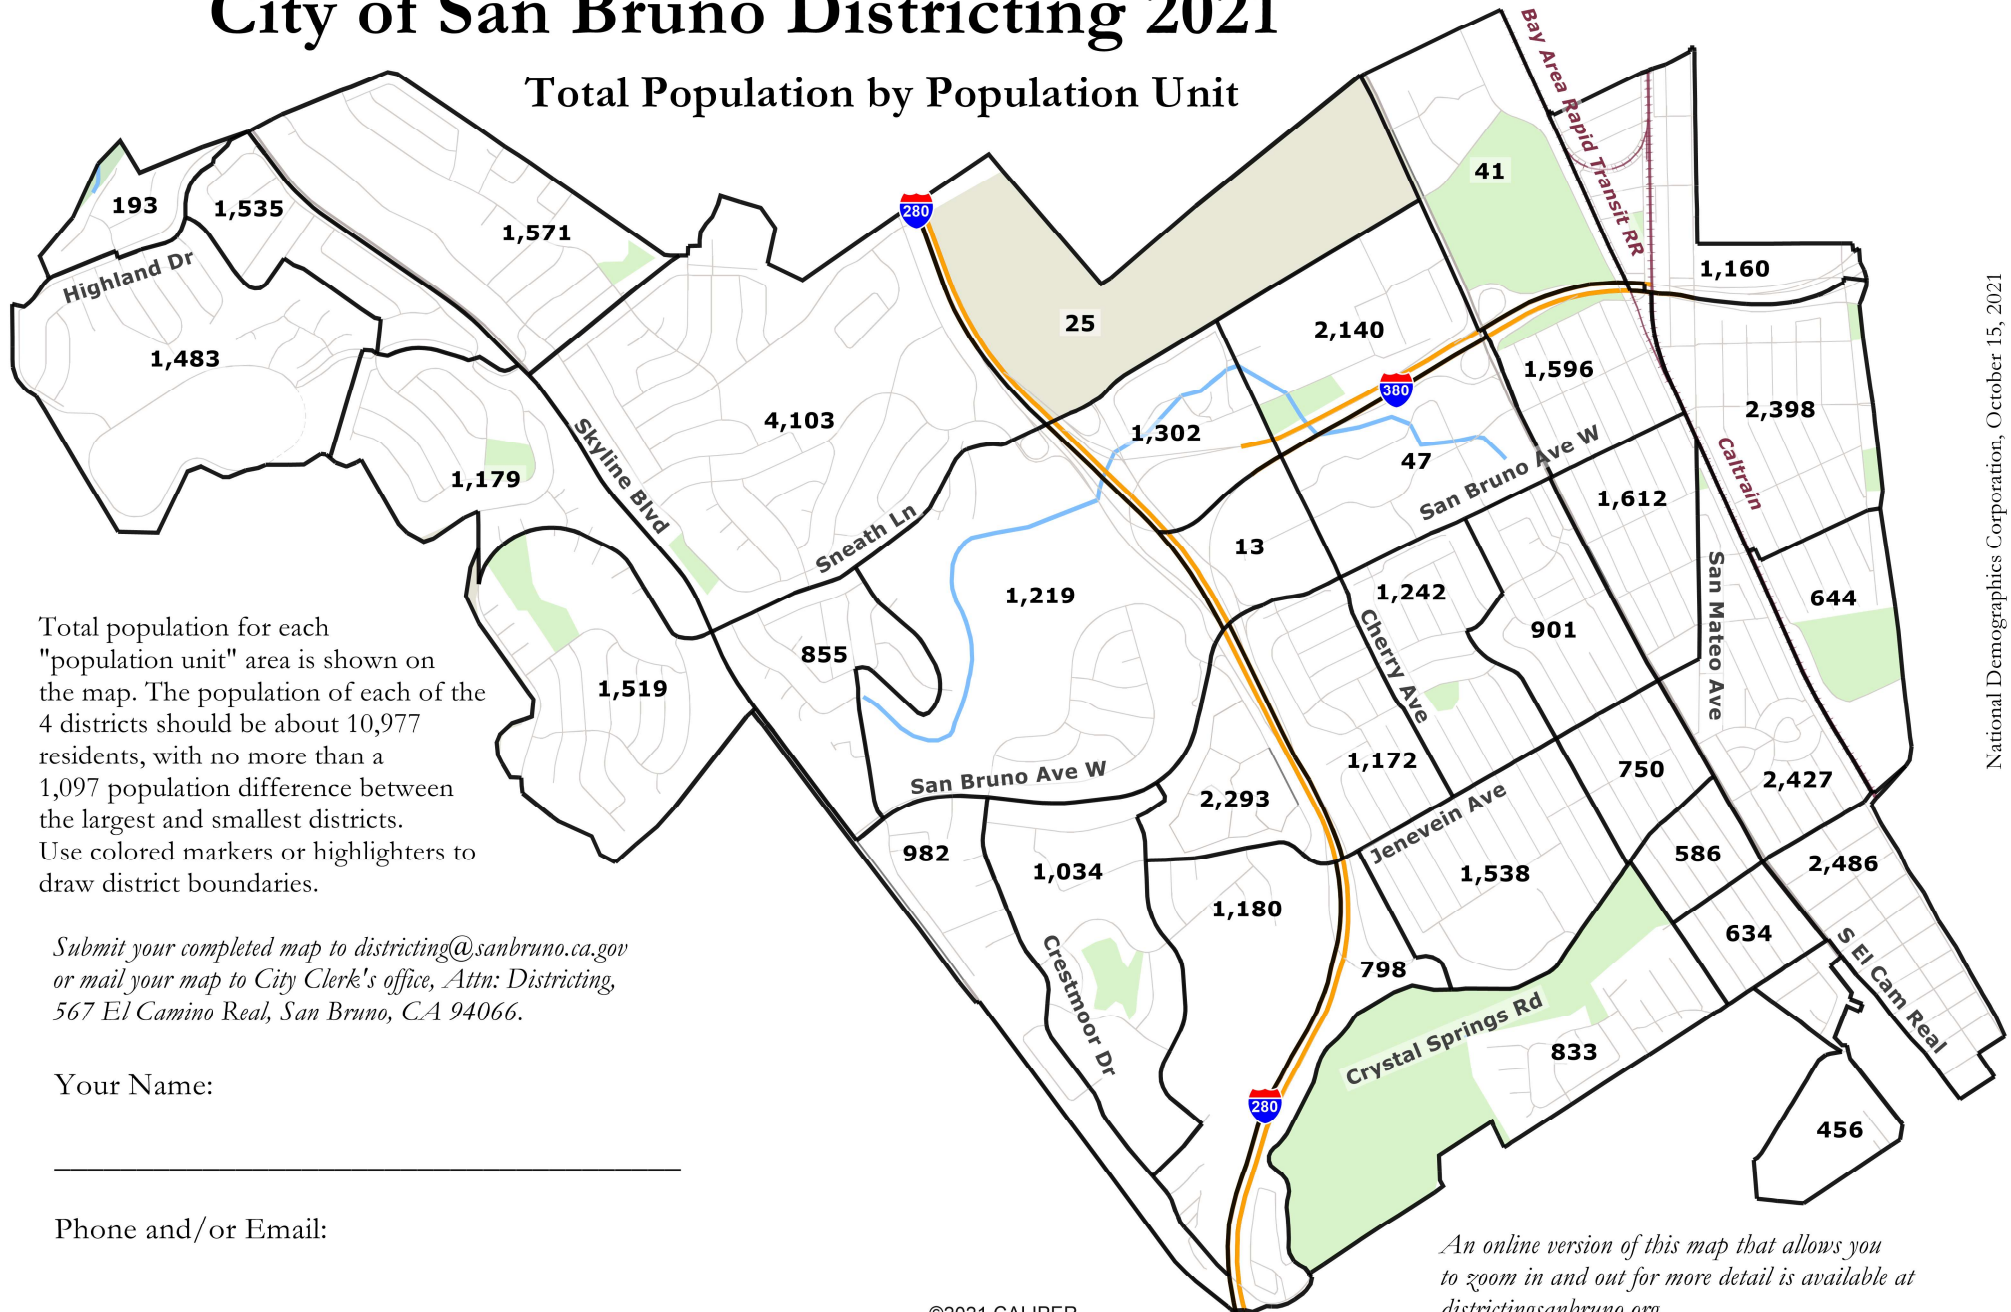 City of San Bruno Districting 2021
Total Population by Population Unit
Bay Area Rapid Transit RR
41
193
1,535
280
1,571
1,160
Highland Dr
25
2,140
1,483
1,596
380
2,398
4,103
1,302
47
San Bruno Ave W
Caltrain
1,179
Skyline Blvd
1,612
Sneath Ln
13
San Mateo Ave
1,219
1,242
644
Cherry Ave
901
855
1,519
1,172
750
2,427
San Bruno Ave W
2,293
Jenevein Ave
982
1,034
1,538
586
2,486
1,180
634
S El Cam Real
Crestmoor Dr
798
Crystal Springs Rd
833
280
456
Total population for each
"population unit" area is shown on
the map. The population of each of the
4 districts should be about 10,977
residents, with no more than a
1,097 population difference between
the largest and smallest districts.
Use colored markers or highlighters to
draw district boundaries.
Submit your completed map to districting@sanbruno.ca.gov
or mail your map to City Clerk's office, Attn: Districting,
567 El Camino Real, San Bruno, CA 94066.
Your Name:
Phone and/or Email:
An online version of this map that allows you
to zoom in and out for more detail is available at
districtingsanbruno.org
©2021 CALIPER
National Demographics Corporation, October 15, 2021